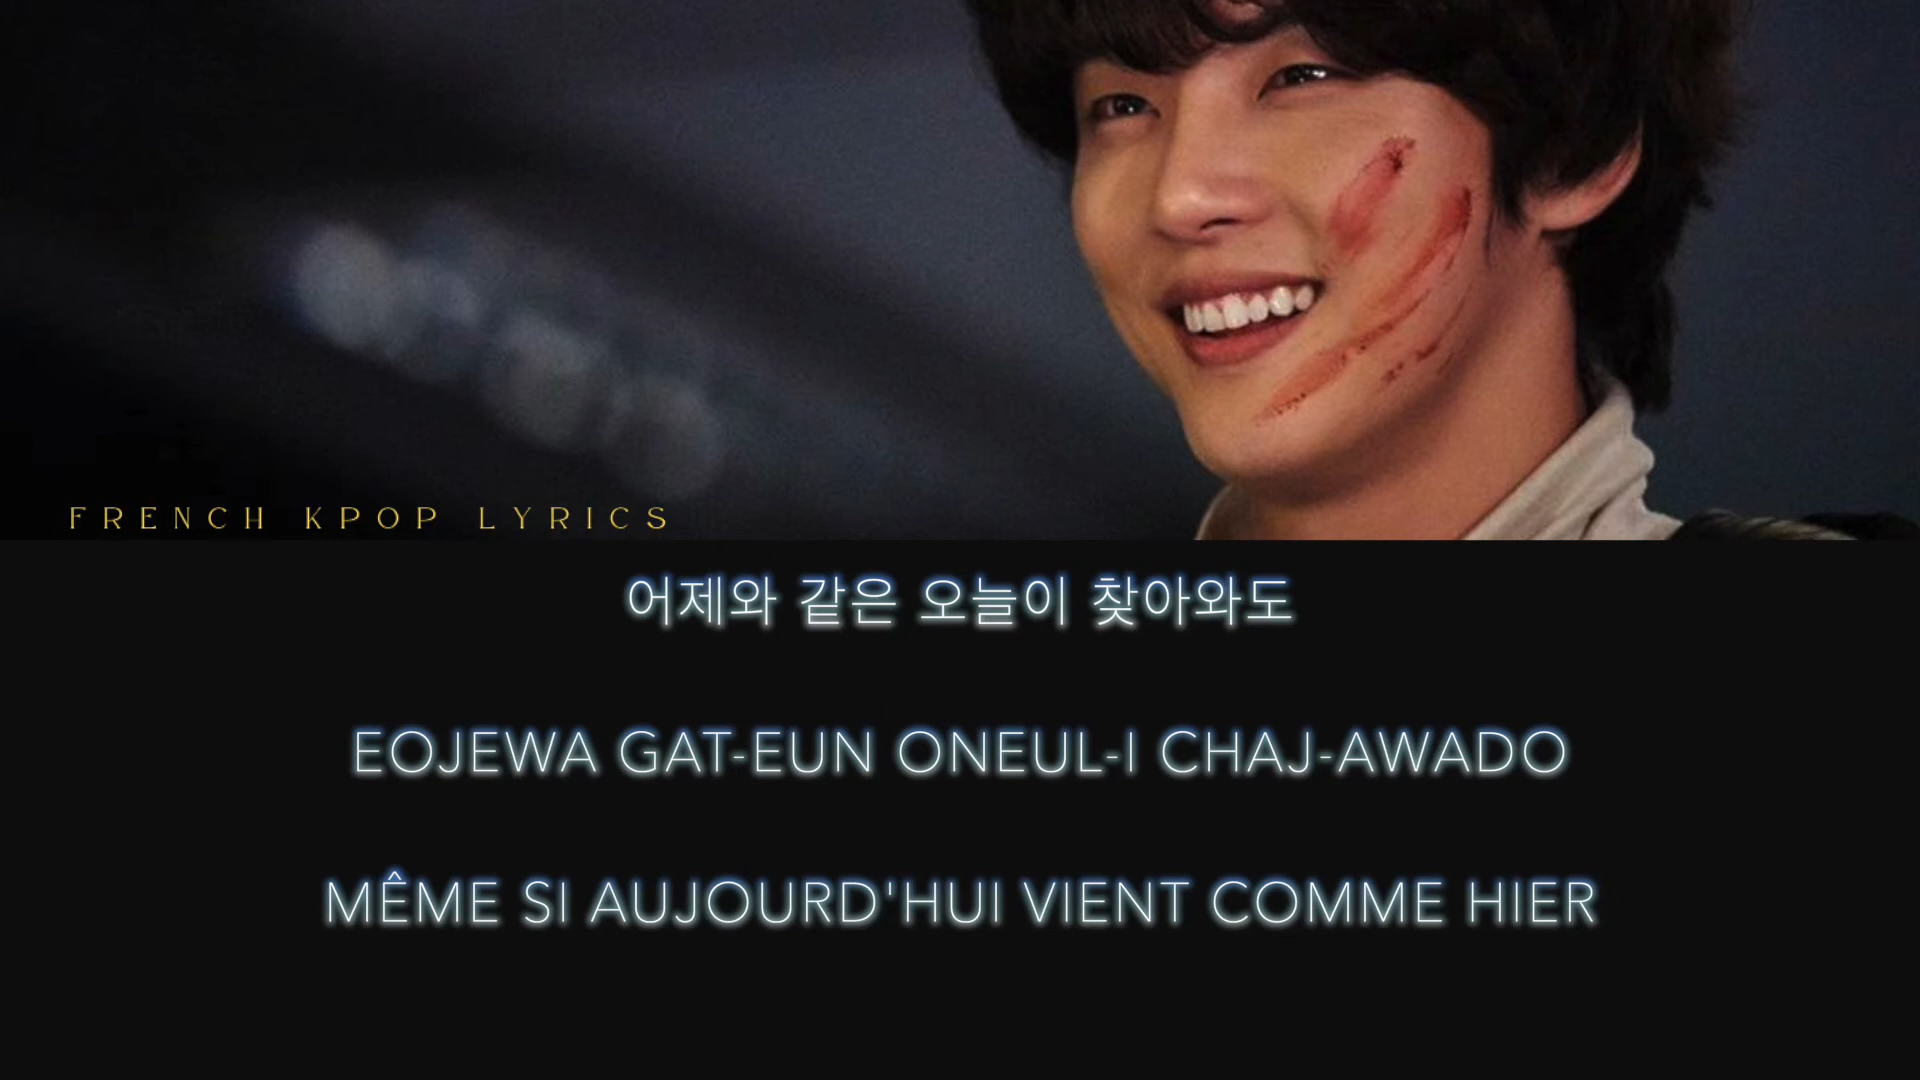 FRENCH KPOP LYRICS
어제와 같은 오늘이 찾아와도
EOJEWA GAT-EUN ONEUL-I CHAJ-AWADO
MÊME SI AUJOURD'HUI VIENT COMME HIER